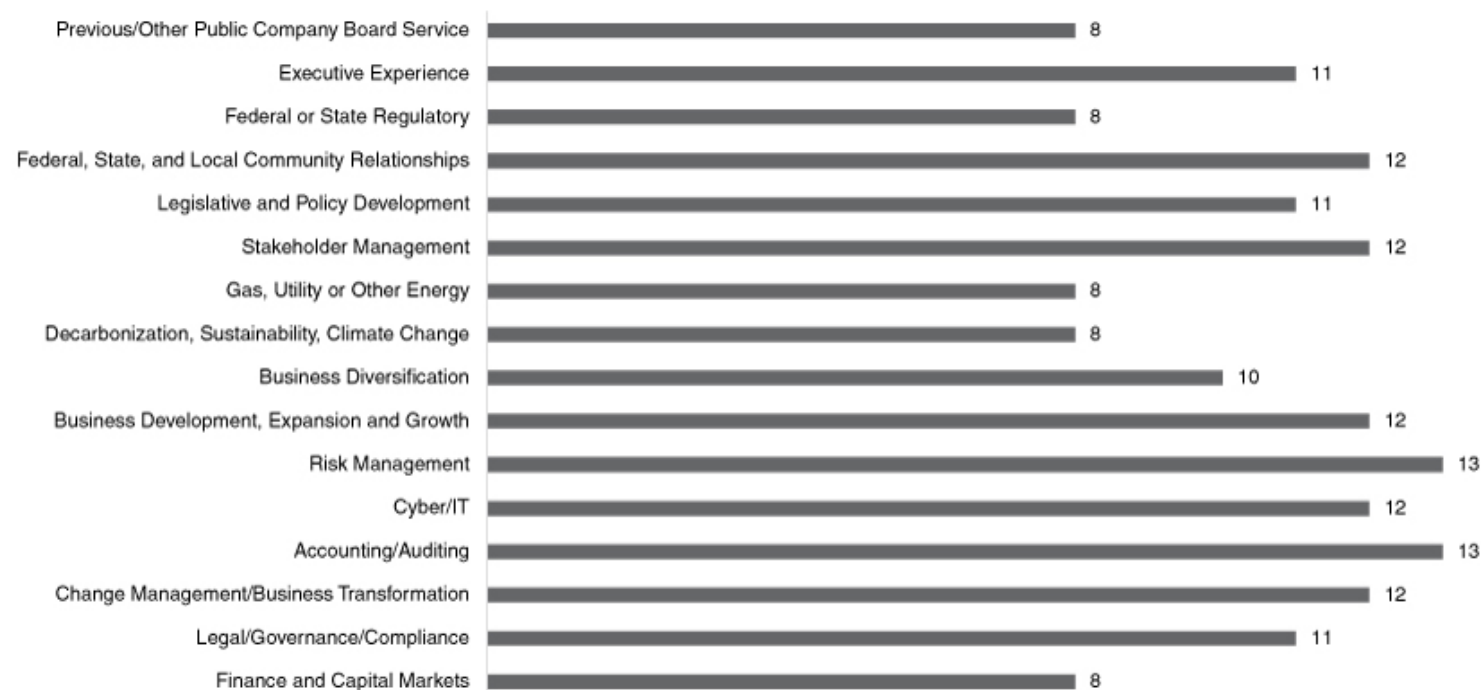 Previous/Other Public Company Board Service 8
Executive Experience 11
Federal or State Regulatory 8
Federal, State, and Local Community Relationships 12
Legislative and Policy Development 11
Stakeholder Management 12
Gas, Utility or Other Energy 8
Decarbonization, Sustainability, Climate Change 8
Business Diversification 10
Business Development, Expansion and Growth 12
Risk Management 13
Cyber/IT 12
Accounting/Auditing 13
Change Management/Business Transformation 12
Legal/Governance/Compliance 11
Finance and Capital Markets 8